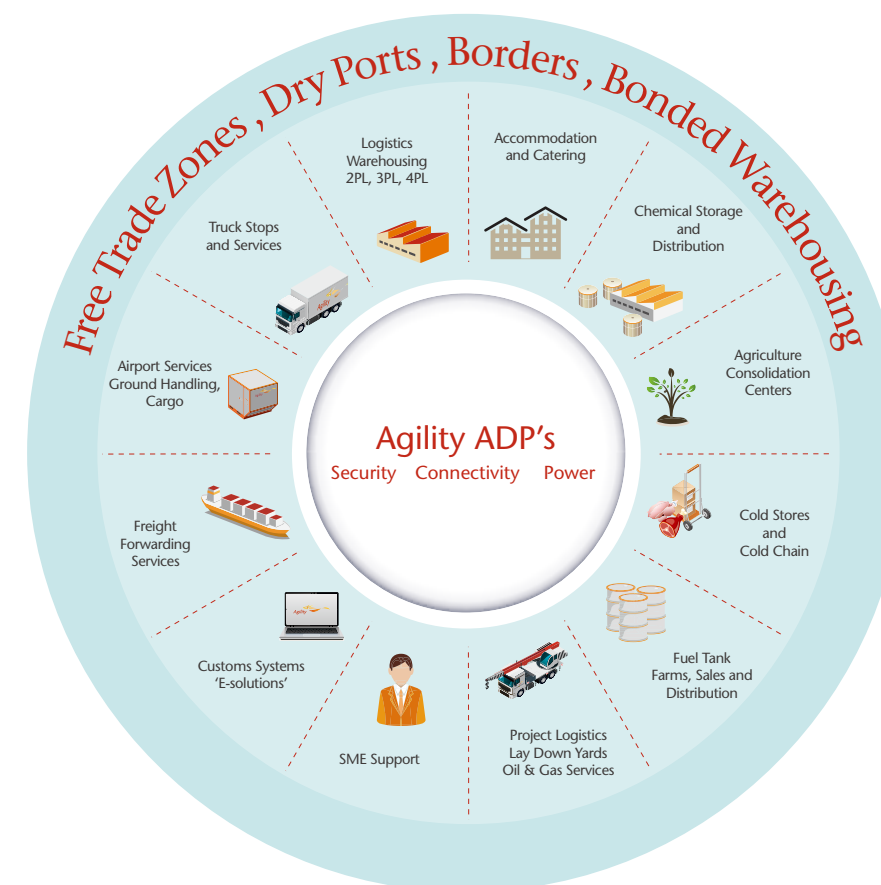 Free Trade Zones , Dry Ports , Borders , Bonded Warehousing
Logistics
Warehousing
2PL, 3PL, 4PL
Accommodation
and Catering
Chemical Storage
and
Distribution
Agriculture
Consolidation
Centers
Cold Stores
and
Cold Chain
Fuel Tank
Farms, Sales and
Distribution
Project Logistics
Lay Down Yards
Oil & Gas Services
SME Support
Customs Systems
‘E-solutions’
Freight
Forwarding
Services
Airport Services
Ground Handling,
Cargo
Truck Stops
and Services
Agility
Agility
Agility ADP’s
Security Connectivity Power